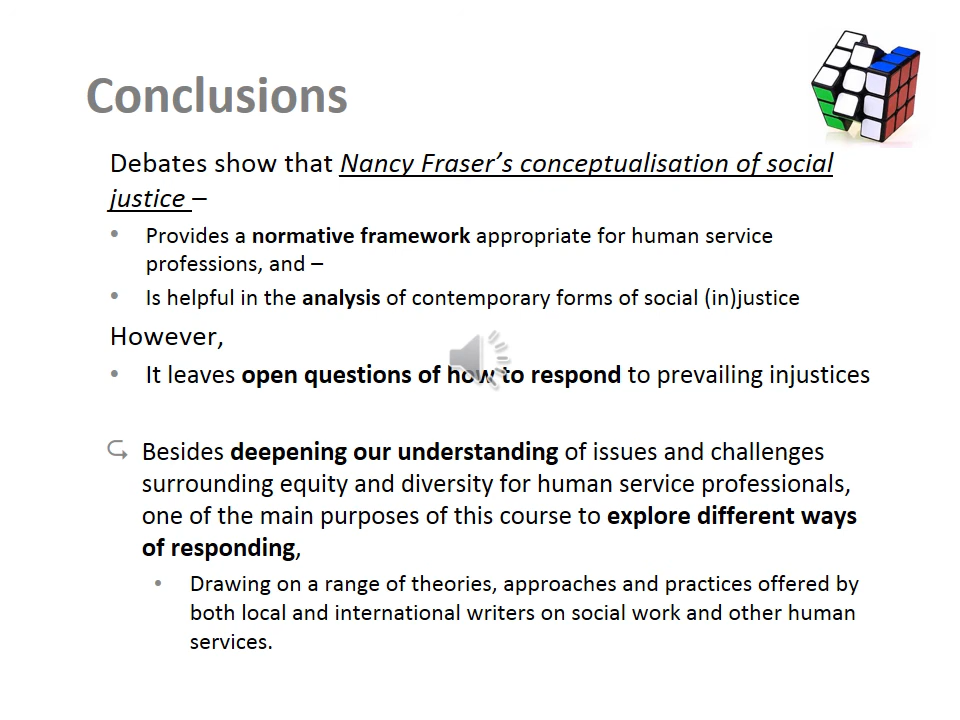 Conclusions
Debates show that Nancy Fraser’s conceptualisation of social
justice –
• Provides a normative framework appropriate for human service
professions, and –
• Is helpful in the analysis of contemporary forms of social (in)justice
However,
• It leaves open questions of how to respond to prevailing injustices
Besides deepening our understanding of issues and challenges
surrounding equity and diversity for human service professionals,
one of the main purposes of this course to explore different ways
of responding,
• Drawing on a range of theories, approaches and practices offered by
both local and international writers on social work and other human
services.